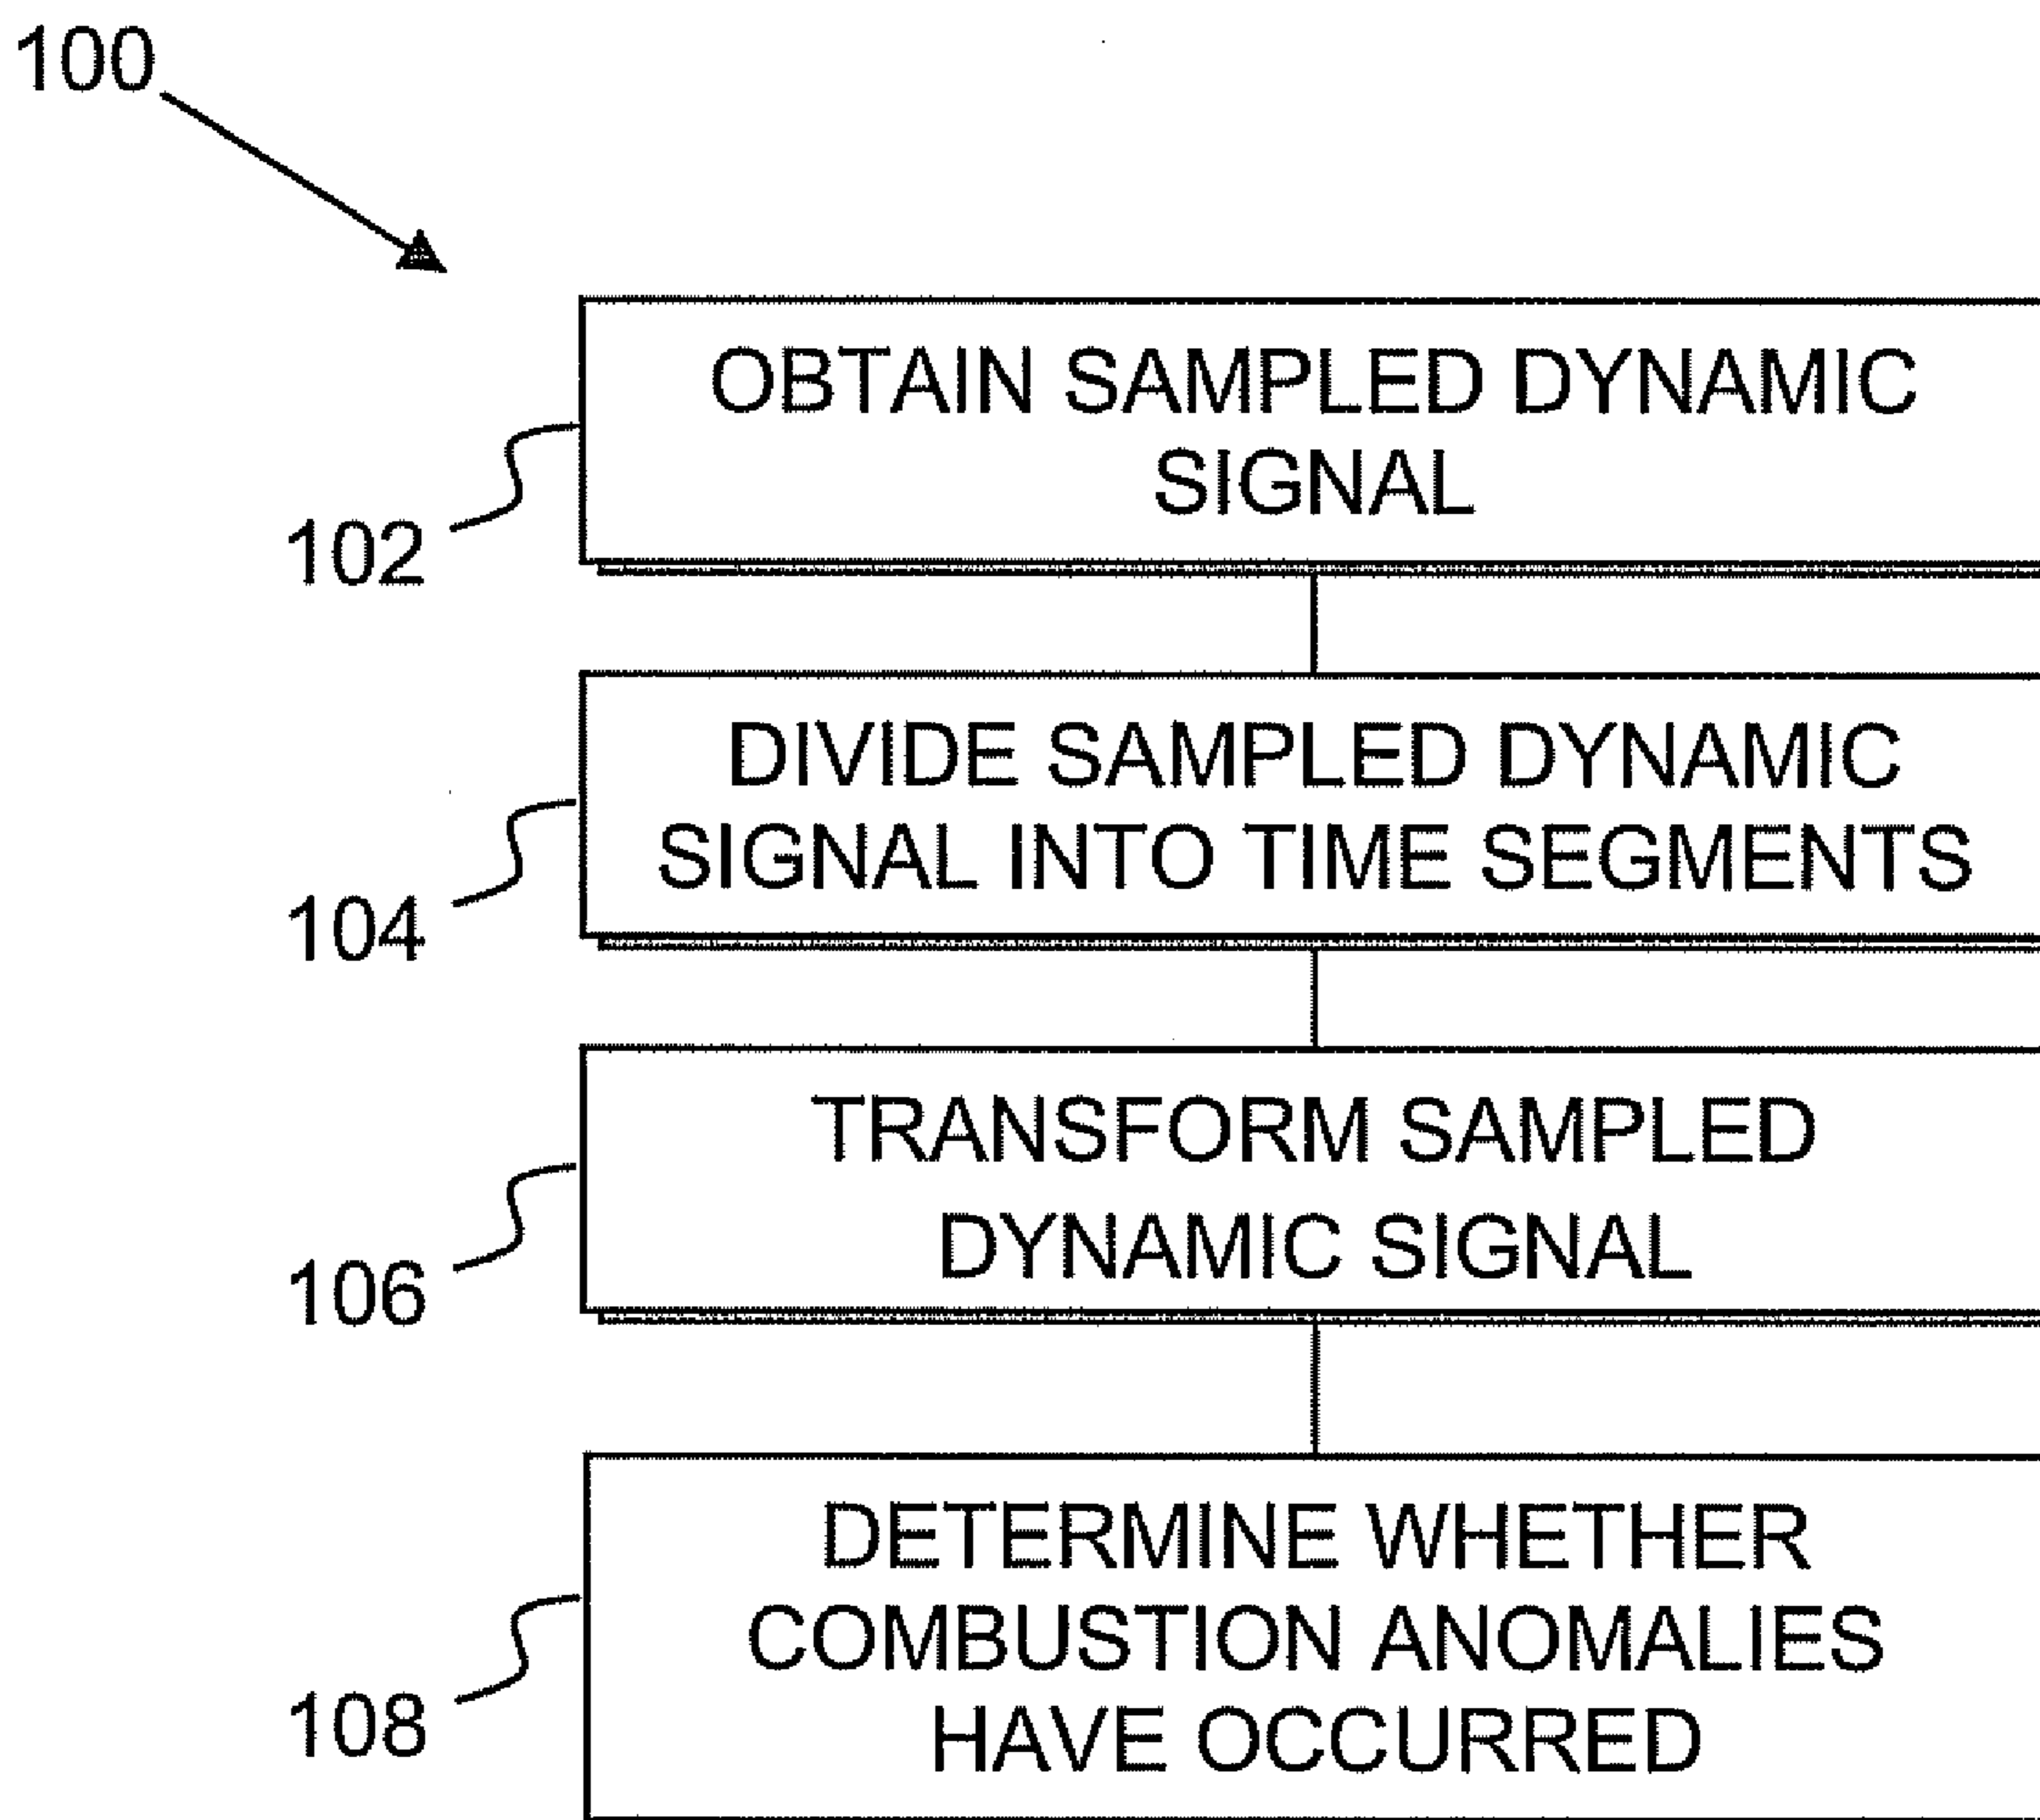 100
OBTAIN SAMPLED DYNAMIC
SIGNAL
102
DIVIDE SAMPLED DYNAMIC
SIGNAL INTO TIME SEGMENTS
104
TRANSFORM SAMPLED
DYNAMIC SIGNAL
106
DETERMINE WHETHER
COMBUSTION ANOMALIES
HAVE OCCURRED
108